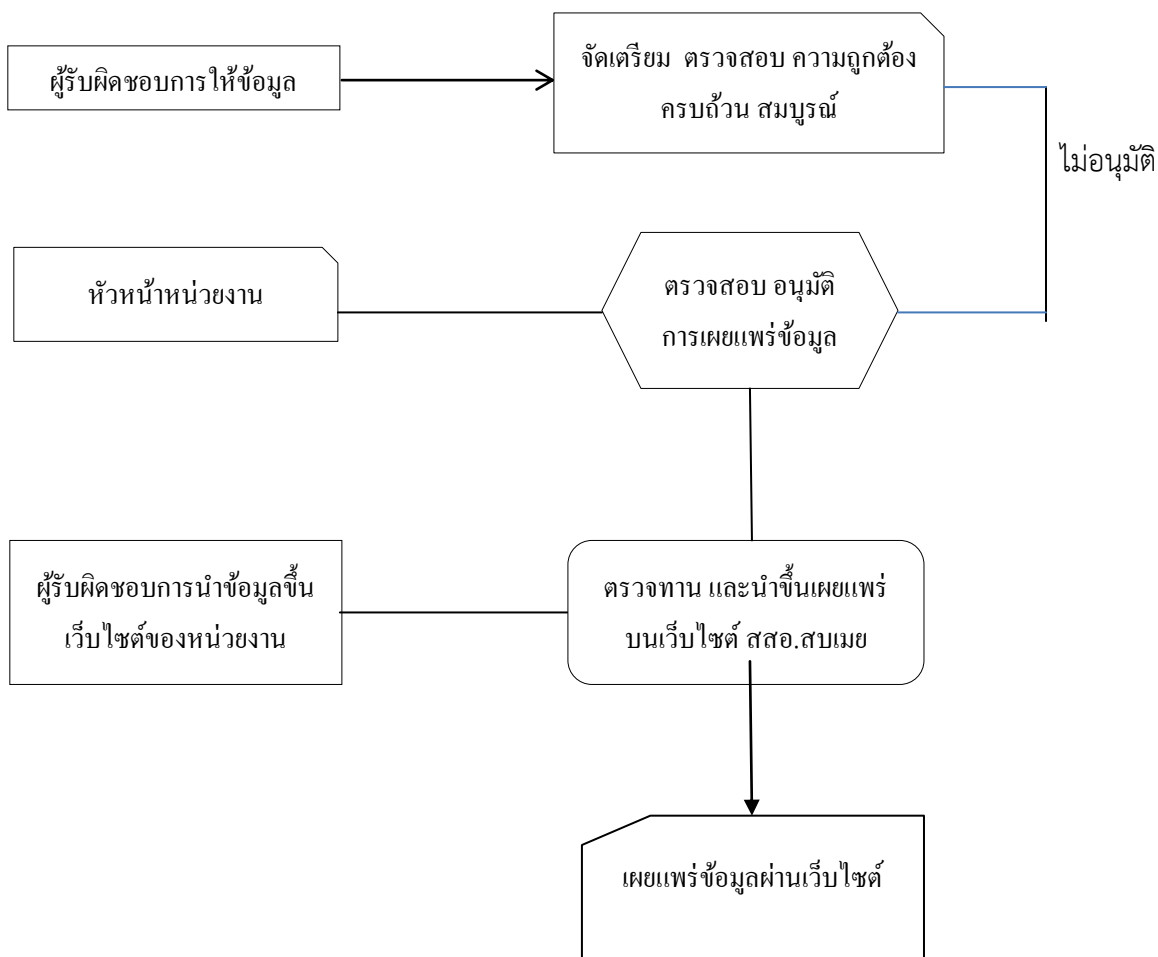 ผู้รับผิดชอบการให้ข้อมูล
จัดเตรียม ตรวจสอบ ความถูกต้อง
ครบถ้วน สมบูรณ์
ไม่อนุมัติ
หัวหน้าหน่วยงาน
ตรวจสอบ อนุมัติ
การเผยแพร่ข้อมูล
ผู้รับผิดชอบการนำข้อมูลขึ้น
เว็บไซต์ของหน่วยงาน
ตรวจทาน และนำขึ้นเผยแพร่
บนเว็บไซต์ สสอ.สบเมย
เผยแพร่ข้อมูลผ่านเว็บไซต์